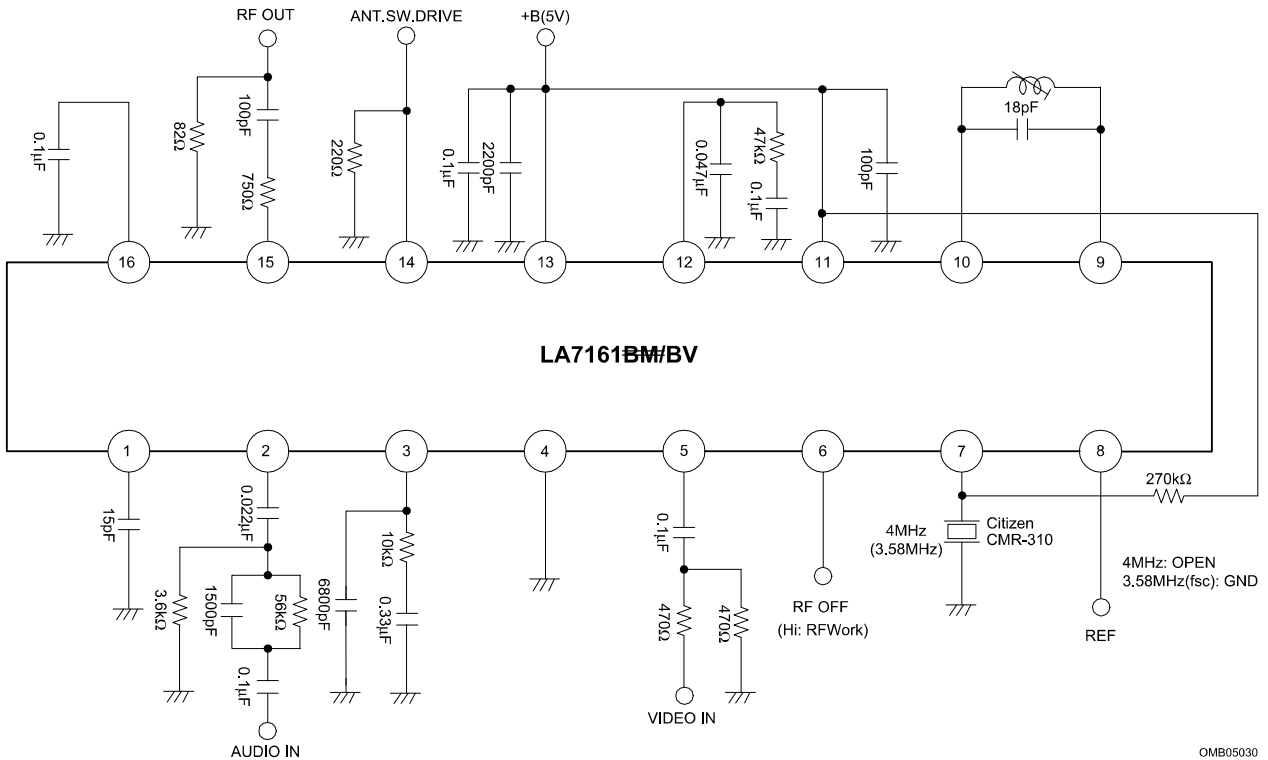 RF OUT
ANT.SW.DRIVE
+B(5V)
0.1μF
82Ω
100pF
750Ω
220Ω
0.1μF
2200pF
0.047μF
47kΩ
0.1μF
100pF
18pF
16
15
14
13
12
11
10
9
LA7161BM/BV
1
2
3
4
5
6
7
8
15pF
0.022μF
3.6kΩ
1500pF
56kΩ
0.1μF
AUDIO IN
6800pF
10kΩ
0.33μF
0.1μF
470Ω
470Ω
VIDEO IN
RF OFF
(Hi: RFWork)
4MHz
(3.58MHz)
Citizen
CMR-310
270kΩ
4MHz: OPEN
3.58MHz(fsc): GND
REF
OMB05030